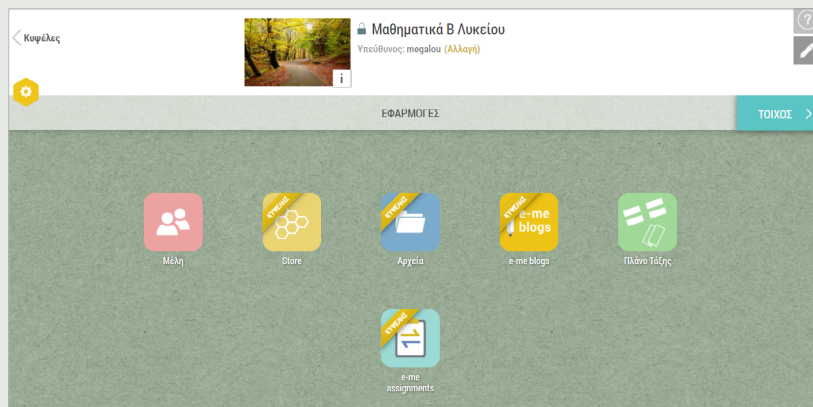 Κυψέλες
Μαθηματικά Β Λυκείου
Υπεύθυνος: megalou (Αλλαγή)
i
?
ΕΦΑΡΜΟΓΕΣ
ΤΟΙΧΟΣ
Μέλη
ΚΥΨΕΛΗΣ
Store
ΚΥΨΕΛΗΣ
Αρχεία
ΚΥΨΕΛΗΣ
e-me
blogs
e-me blogs
Πλάνο Τάξης
ΚΥΨΕΛΗΣ
e-me
assignments